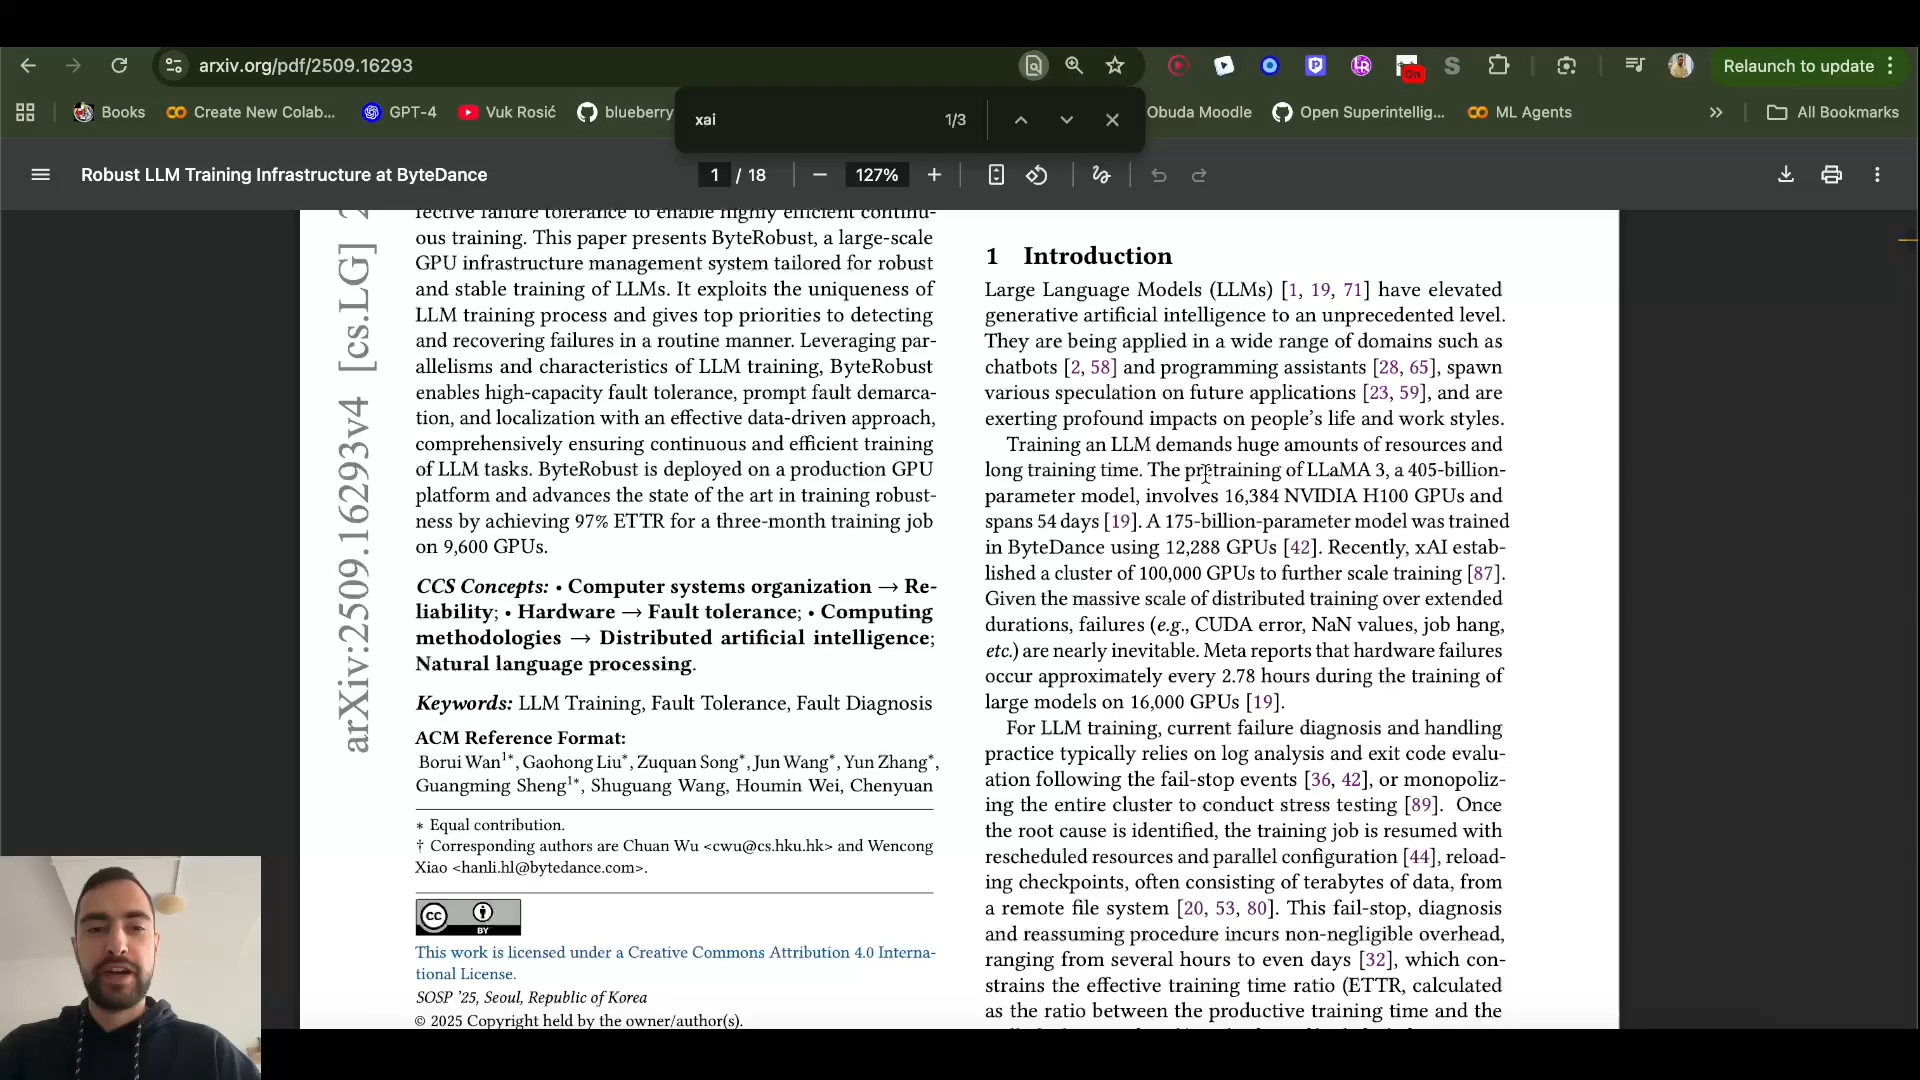 arxiv.org/pdf/2509.16293
On
S
Relaunch to update
Books
Create New Colab...
GPT-4
Vuk Rosić
blueberry
Obuda Moodle
Open Superintellig...
ML Agents
»
All Bookmarks
xai
1/3
Robust LLM Training Infrastructure at ByteDance
1 / 18
127%
arXiv:2509.16293v4 [cs.LG] 2
fective failure tolerance to enable highly efficient continu-
ous training. This paper presents ByteRobust, a large-scale
GPU infrastructure management system tailored for robust
and stable training of LLMs. It exploits the uniqueness of
LLM training process and gives top priorities to detecting
and recovering failures in a routine manner. Leveraging par-
allelisms and characteristics of LLM training, ByteRobust
enables high-capacity fault tolerance, prompt fault demarca-
tion, and localization with an effective data-driven approach,
comprehensively ensuring continuous and efficient training
of LLM tasks. ByteRobust is deployed on a production GPU
platform and advances the state of the art in training robust-
ness by achieving 97% ETTR for a three-month training job
on 9,600 GPUs.
CCS Concepts: • Computer systems organization → Re-
liability; • Hardware → Fault tolerance; • Computing
methodologies → Distributed artificial intelligence;
Natural language processing.
Keywords: LLM Training, Fault Tolerance, Fault Diagnosis
ACM Reference Format:
Borui Wan1*, Gaohong Liu*, Zuquan Song*, Jun Wang*, Yun Zhang*,
Guangming Sheng1*, Shuguang Wang, Houmin Wei, Chenyuan
∗ Equal contribution.
† Corresponding authors are Chuan Wu <cwu@cs.hku.hk> and Wencong
Xiao <hanli.hl@bytedance.com>.
cc BY
This work is licensed under a Creative Commons Attribution 4.0 Interna-
tional License.
SOSP '25, Seoul, Republic of Korea
© 2025 Copyright held by the owner/author(s).
1 Introduction
Large Language Models (LLMs) [1, 19, 71] have elevated
generative artificial intelligence to an unprecedented level.
They are being applied in a wide range of domains such as
chatbots [2, 58] and programming assistants [28, 65], spawn
various speculation on future applications [23, 59], and are
exerting profound impacts on people's life and work styles.
Training an LLM demands huge amounts of resources and
long training time. The pretraining of LLaMA 3, a 405-billion-
parameter model, involves 16,384 NVIDIA H100 GPUs and
spans 54 days [19]. A 175-billion-parameter model was trained
in ByteDance using 12,288 GPUs [42]. Recently, xAI estab-
lished a cluster of 100,000 GPUs to further scale training [87].
Given the massive scale of distributed training over extended
durations, failures (e.g., CUDA error, NaN values, job hang,
etc.) are nearly inevitable. Meta reports that hardware failures
occur approximately every 2.78 hours during the training of
large models on 16,000 GPUs [19].
For LLM training, current failure diagnosis and handling
practice typically relies on log analysis and exit code evalu-
ation following the fail-stop events [36, 42], or monopoliz-
ing the entire cluster to conduct stress testing [89]. Once
the root cause is identified, the training job is resumed with
rescheduled resources and parallel configuration [44], reload-
ing checkpoints, often consisting of terabytes of data, from
a remote file system [20, 53, 80]. This fail-stop, diagnosis
and reassuming procedure incurs non-negligible overhead,
ranging from several hours to even days [32], which con-
strains the effective training time ratio (ETTR, calculated
as the ratio between the productive training time and the